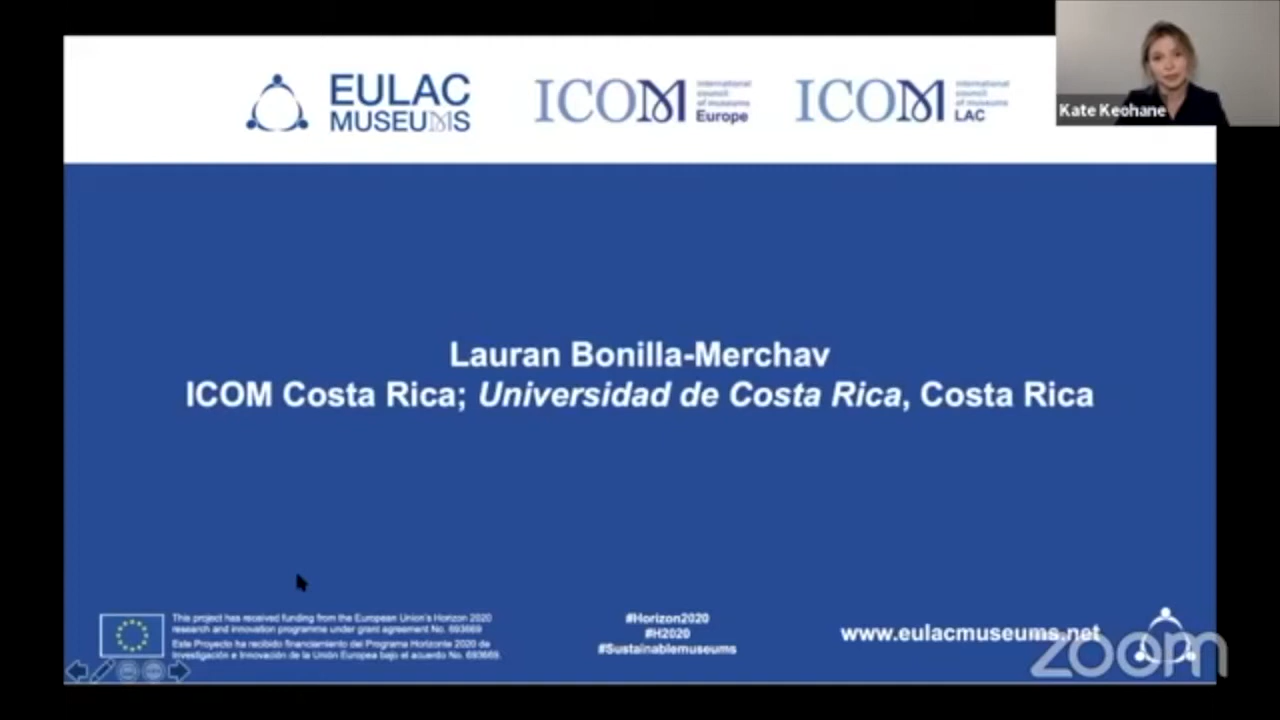 EULAC
MUSEUMS
ICOM
international
council
of museums
Europe
ICOM
international
council
of museums
LAC
Kate Keohane
Lauran Bonilla-Merchav
ICOM Costa Rica; Universidad de Costa Rica, Costa Rica
This project has received funding from the European Union's Horizon 2020
research and innovation programme under grant agreement No. 693669
Este Proyecto ha recibido financiamiento del Programa Horizonte 2020 de
Investigación e Innovación de la Unión Europea bajo el acuerdo No. 693669.
#Horizon2020
#H2020
#Sustainablemuseums
www.eulacmuseums.net
zoom